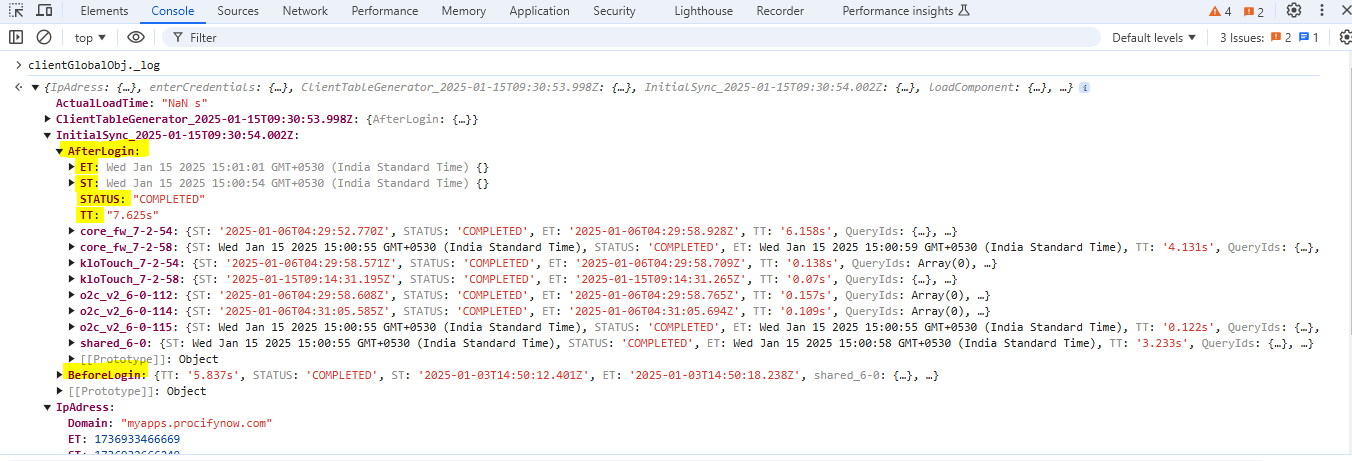 Elements Console Sources Network Performance Memory Application Security Lighthouse Recorder Performance insights 4 2
top Filter Default levels 3 Issues: 2 1
clientGlobalObj._log
{IpAdress: {…}, enterCredentials: {…}, ClientTableGenerator_2025-01-15T09:30:53.998Z: {…}, InitialSync_2025-01-15T09:30:54.002Z: {…}, loadComponent: {…}, …} i
ActualLoadTime: "NaN s"
ClientTableGenerator_2025-01-15T09:30:53.998Z: {AfterLogin: {…}}
InitialSync_2025-01-15T09:30:54.002Z:
AfterLogin:
ET: Wed Jan 15 2025 15:01:01 GMT+0530 (India Standard Time) {}
ST: Wed Jan 15 2025 15:00:54 GMT+0530 (India Standard Time) {}
STATUS: "COMPLETED"
TT: "7.625s"
core_fw_7-2-54: {ST: '2025-01-06T04:29:52.770Z', STATUS: 'COMPLETED', ET: '2025-01-06T04:29:58.928Z', TT: '6.158s', QueryIds: {…}, …}
core_fw_7-2-58: {ST: Wed Jan 15 2025 15:00:55 GMT+0530 (India Standard Time), STATUS: 'COMPLETED', ET: Wed Jan 15 2025 15:00:59 GMT+0530 (India Standard Time), TT: '4.131s', QueryIds: {…},
kloTouch_7-2-54: {ST: '2025-01-06T04:29:58.571Z', STATUS: 'COMPLETED', ET: '2025-01-06T04:29:58.709Z', TT: '0.138s', QueryIds: Array(0), …}
kloTouch_7-2-58: {ST: '2025-01-15T09:14:31.195Z', STATUS: 'COMPLETED', ET: '2025-01-15T09:14:31.265Z', TT: '0.07s', QueryIds: {…}, …}
o2c_v2_6-0-112: {ST: '2025-01-06T04:29:58.608Z', STATUS: 'COMPLETED', ET: '2025-01-06T04:29:58.765Z', TT: '0.157s', QueryIds: Array(0), …}
o2c_v2_6-0-114: {ST: '2025-01-06T04:31:05.585Z', STATUS: 'COMPLETED', ET: '2025-01-06T04:31:05.694Z', TT: '0.109s', QueryIds: Array(0), …}
o2c_v2_6-0-115: {ST: Wed Jan 15 2025 15:00:55 GMT+0530 (India Standard Time), STATUS: 'COMPLETED', ET: Wed Jan 15 2025 15:00:55 GMT+0530 (India Standard Time), TT: '0.122s', QueryIds: {…},
shared_6-0: {ST: Wed Jan 15 2025 15:00:55 GMT+0530 (India Standard Time), STATUS: 'COMPLETED', ET: Wed Jan 15 2025 15:00:58 GMT+0530 (India Standard Time), TT: '3.233s', QueryIds: {…}, …}
[[Prototype]]: Object
BeforeLogin: {TT: '5.837s', STATUS: 'COMPLETED', ST: '2025-01-03T14:50:12.401Z', ET: '2025-01-03T14:50:18.238Z', shared_6-0: {…}, …}
[[Prototype]]: Object
IpAdress:
Domain: "myapps.procifynow.com"
ET: 1736933466669